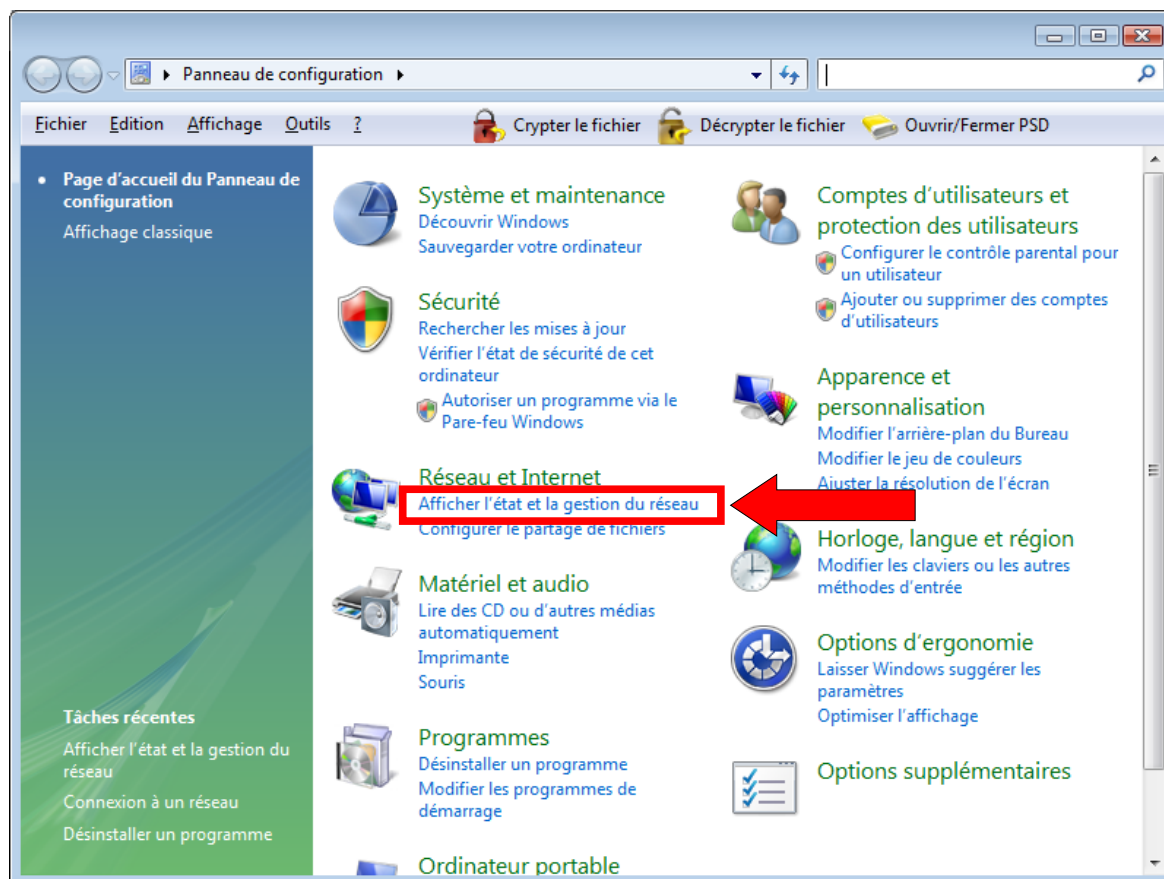 Panneau de configuration
Fichier Edition Affichage Outils ?
Crypter le fichier
Décrypter le fichier
Ouvrir/Fermer PSD
Page d'accueil du Panneau de
configuration
Affichage classique
Système et maintenance
Découvrir Windows
Sauvegarder votre ordinateur
Sécurité
Rechercher les mises à jour
Vérifier l'état de sécurité de cet
ordinateur
Autoriser un programme via le
Pare-feu Windows
Réseau et Internet
Afficher l'état et la gestion du réseau
Configurer le partage de fichiers
Matériel et audio
Lire des CD ou d'autres médias
automatiquement
Imprimante
Souris
Programmes
Désinstaller un programme
Modifier les programmes de
démarrage
Ordinateur portable
Comptes d'utilisateurs et
protection des utilisateurs
Configurer le contrôle parental pour
un utilisateur
Ajouter ou supprimer des comptes
d'utilisateurs
Apparence et
personnalisation
Modifier l'arrière-plan du Bureau
Modifier le jeu de couleurs
Ajuster la résolution de l'écran
Horloge, langue et région
Modifier les claviers ou les autres
méthodes d'entrée
Options d'ergonomie
Laisser Windows suggérer les
paramètres
Optimiser l'affichage
Options supplémentaires
Tâches récentes
Afficher l'état et la gestion du
réseau
Connexion à un réseau
Désinstaller un programme